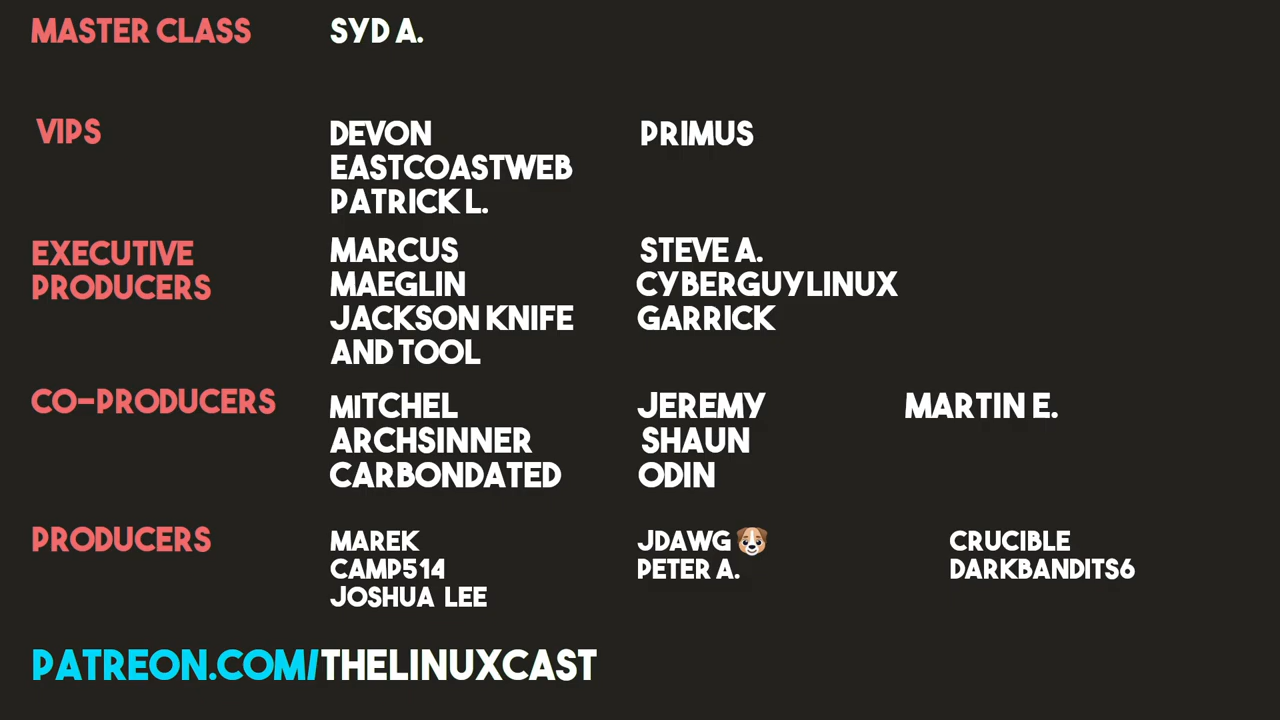 MASTER CLASS SYD A.
VIPS DEVON PRIMUS
EASTCOASTWEB
PATRICK L.
EXECUTIVE MARCUS STEVE A.
PRODUCERS MAEGLIN CYBERGUYLINUX
JACKSON KNIFE GARRICK
AND TOOL
CO-PRODUCERS MITCHEL JEREMY MARTIN E.
ARCHSINNER SHAUN
CARBONDATED ODIN
PRODUCERS MAREK JDAWG🐶 CRUCIBLE
CAMP514 PETER A. DARKBANDITS6
JOSHUA LEE
PATREON.COM/THELINUXCAST